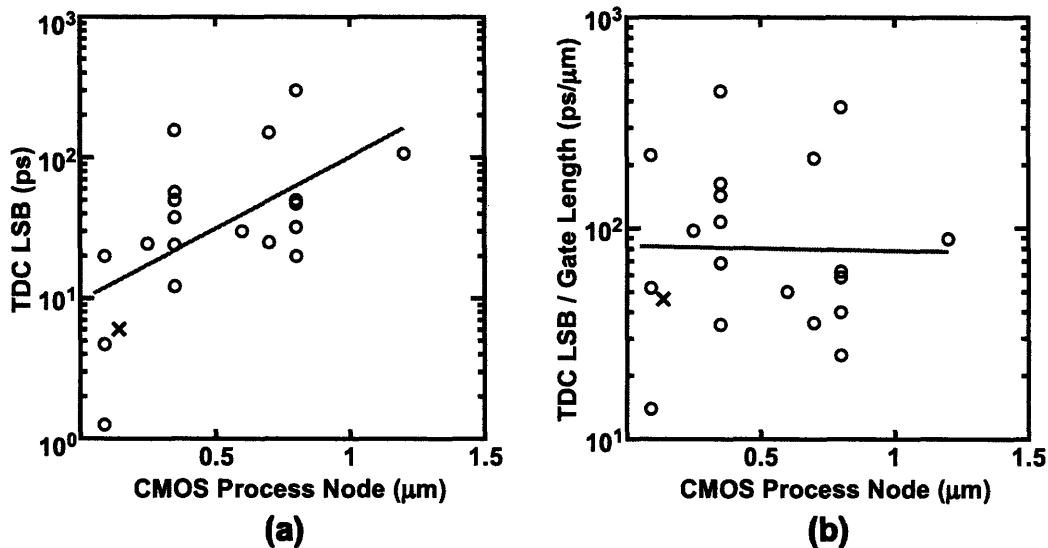 10³
10²
10¹
10⁰
TDC LSB (ps)
0.5
1
1.5
CMOS Process Node (μm)
(a)
10³
10²
10¹
TDC LSB / Gate Length (ps/μm)
0.5
1
1.5
CMOS Process Node (μm)
(b)